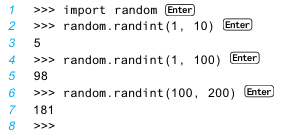 1 >>> import random Enter
2 >>> random.randint(1, 10) Enter
3 5
4 >>> random.randint(1, 100) Enter
5 98
6 >>> random.randint(100, 200) Enter
7 181
8 >>>